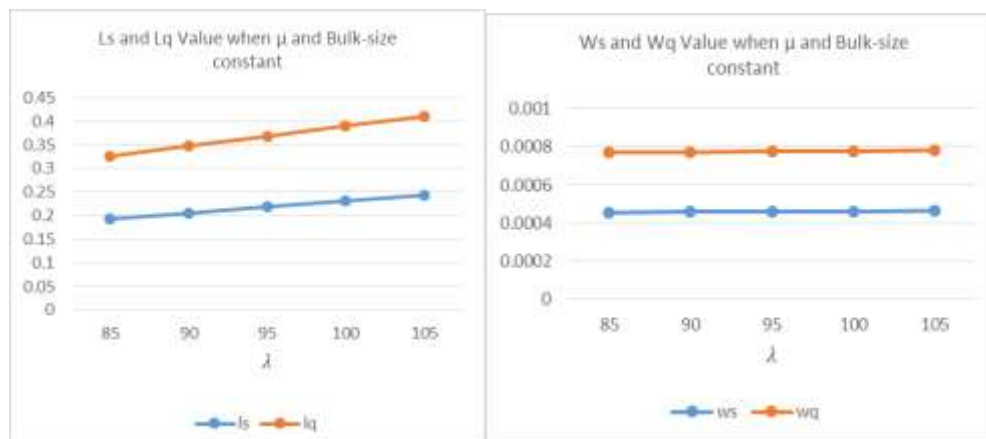 Ls and Lq Value when μ and Bulk-size
constant
0.45
0.4
0.35
0.3
0.25
0.2
0.15
0.1
0.05
0
85 90 95 100 105
λ
ls lq
Ws and Wq Value when μ and Bulk-size
constant
0.001
0.0008
0.0006
0.0004
0.0002
0
85 90 95 100 105
λ
ws wq